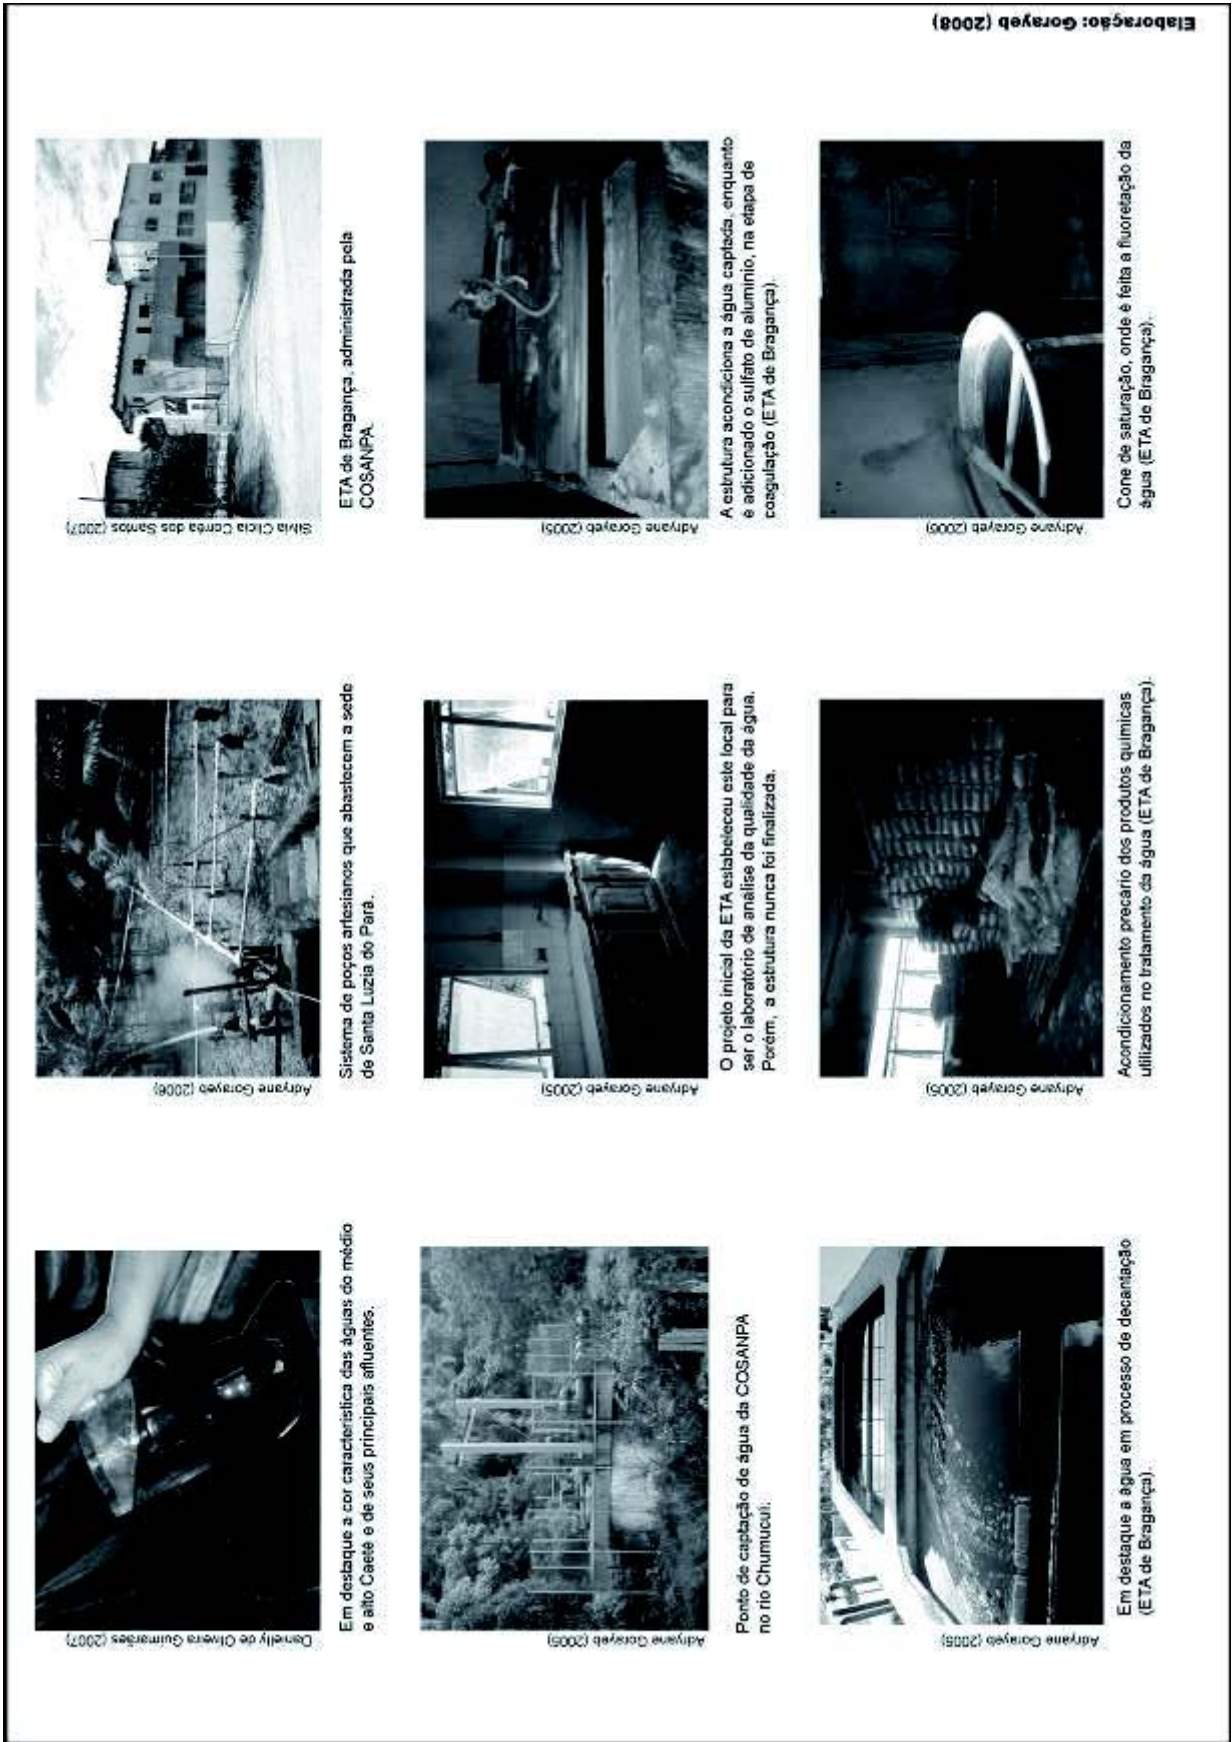 Danielly de Oliveira Guimarães (2007)
Em destaque a cor característica das águas do médio
e alto Caeté e de seus principais afluentes.
Adryane Gorayeb (2006)
Sistema de poços artesianos que abastecem a sede
de Santa Luzia do Pará.
Silvia Clicia Corrêa dos Santos (2007)
ETA de Bragança, administrada pela
COSANPA.
Adryane Gorayeb (2005)
Ponto de captação de água da COSANPA
no rio Chumucuí.
Adryane Gorayeb (2005)
O projeto inicial da ETA estabeleceu este local para
ser o laboratório de análise da qualidade da água.
Porém, a estrutura nunca foi finalizada.
Adryane Gorayeb (2005)
A estrutura acondiciona a água captada, enquanto
e adicionado o sulfato de alumínio, na etapa de
coagulação (ETA de Bragança).
Adryane Gorayeb (2005)
Em destaque a água em processo de decantação
(ETA de Bragança).
Adryane Gorayeb (2005)
Acondicionamento precário dos produtos químicas
utilizados no tratamento da água (ETA de Bragança).
Adryane Gorayeb (2006)
Cone de saturação, onde é feita a fluoretação da
água (ETA de Bragança).
Elaboração: Gorayeb (2008)